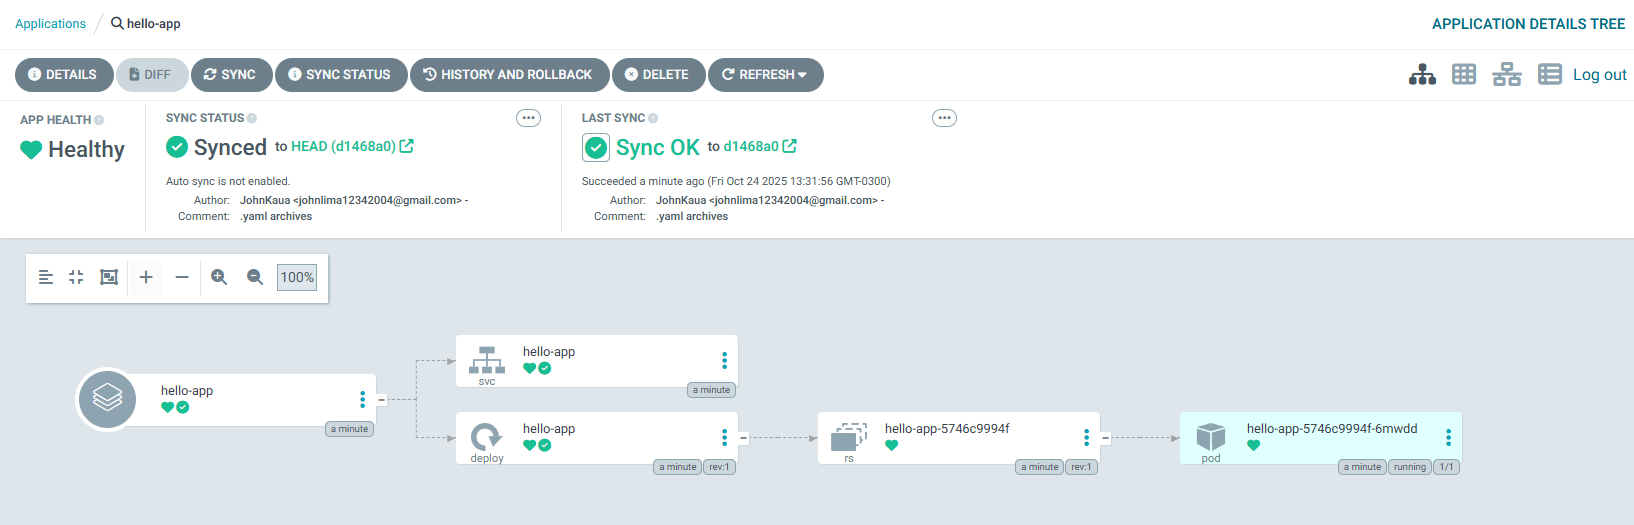 Applications / hello-app
APPLICATION DETAILS TREE
DETAILS DIFF SYNC SYNC STATUS HISTORY AND ROLLBACK DELETE REFRESH
Log out
APP HEALTH
Healthy
SYNC STATUS
Synced to HEAD (d1468a0)
Auto sync is not enabled.
Author: JohnKaua <johnlima12342004@gmail.com> -
Comment: .yaml archives
LAST SYNC
Sync OK to d1468a0
Succeeded a minute ago (Fri Oct 24 2025 13:31:56 GMT-0300)
Author: JohnKaua <johnlima12342004@gmail.com> -
Comment: .yaml archives
100%
hello-app
a minute
hello-app
svc
a minute
hello-app
deploy
a minute rev:1
hello-app-5746c9994f
rs
a minute rev:1
hello-app-5746c9994f-6mwdd
pod
a minute running 1/1